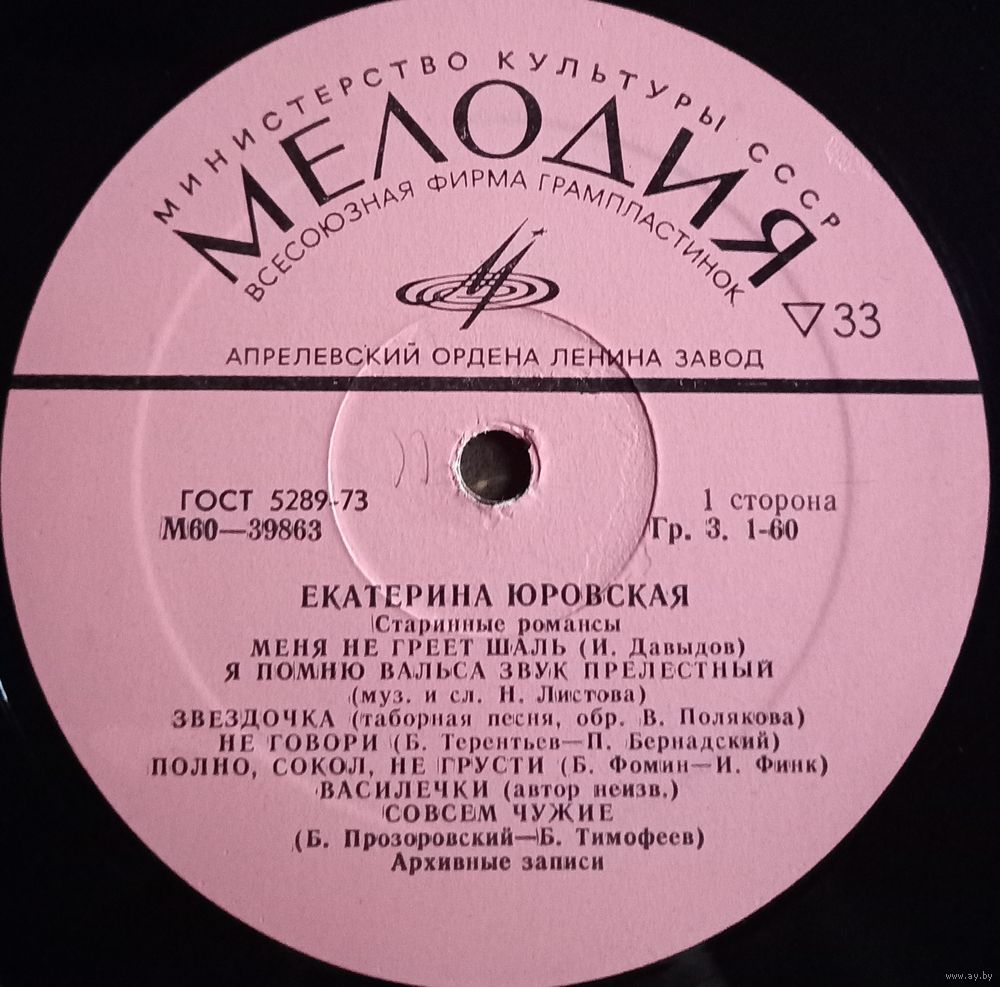 МИНИСТЕРСТВО КУЛЬТУРЫ СССР
МЕЛОДИЯ
ВСЕСОЮЗНАЯ ФИРМА ГРАМПЛАСТИНОК
33
АПРЕЛЕВСКИЙ ОРДЕНА ЛЕНИНА ЗАВОД
ГОСТ 5289-73
1 сторона
М60—39863
Гр. 3. 1-60
ЕКАТЕРИНА ЮРОВСКАЯ
Старинные романсы
МЕНЯ НЕ ГРЕЕТ ШАЛЬ (И. Давыдов)
Я ПОМНЮ ВАЛЬСА ЗВУК ПРЕЛЕСТНЫЙ
(муз. и сл. Н. Листова)
ЗВЕЗДОЧКА (таборная песня, обр. В. Полякова)
НЕ ГОВОРИ (Б. Терентьев—П. Бернадский)
ПОЛНО, СОКОЛ, НЕ ГРУСТИ (Б. Фомин—И. Финк)
ВАСИЛЕЧКИ (автор неизв.)
СОВСЕМ ЧУЖИЕ
(Б. Прозоровский—Б. Тимофеев)
Архивные записи
www.ay.by